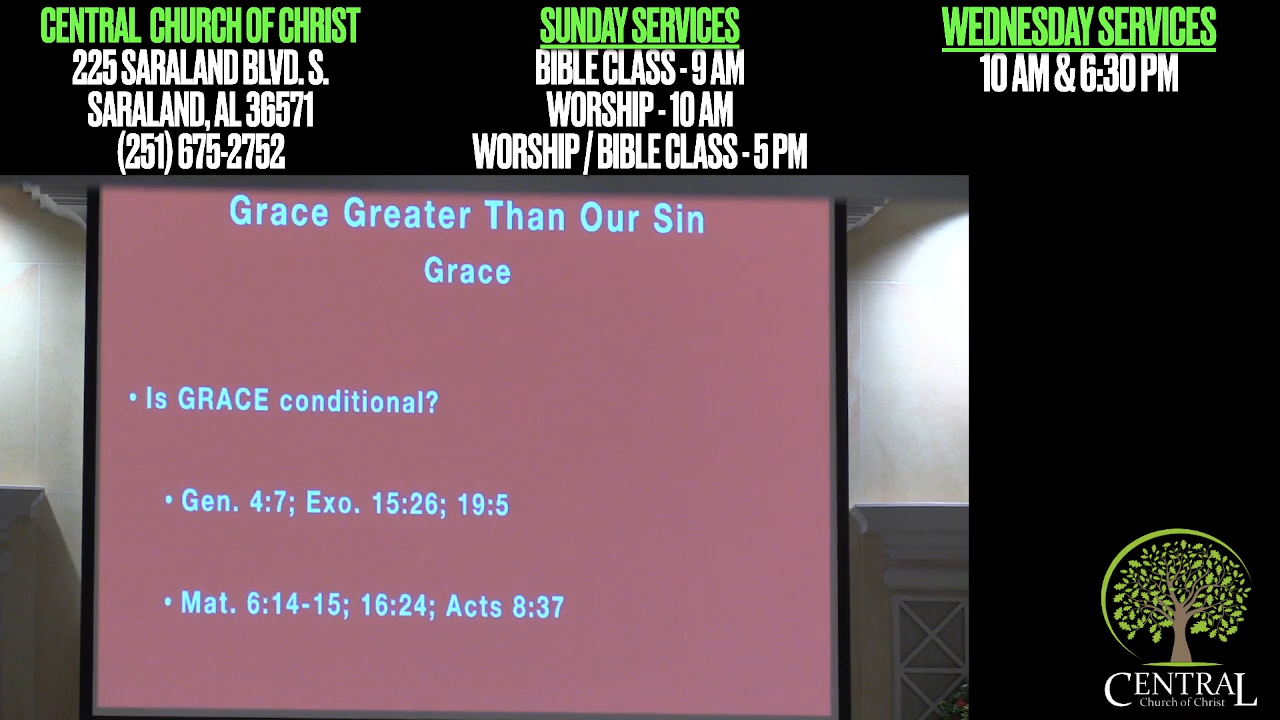 CENTRAL CHURCH OF CHRIST
225 SARALAND BLVD. S.
SARALAND, AL 36571
(251) 675-2752
SUNDAY SERVICES
BIBLE CLASS - 9 AM
WORSHIP - 10 AM
WORSHIP / BIBLE CLASS - 5 PM
WEDNESDAY SERVICES
10 AM & 6:30 PM
Grace Greater Than Our Sin
Grace
• Is GRACE conditional?
• Gen. 4:7; Exo. 15:26; 19:5
• Mat. 6:14-15; 16:24; Acts 8:37
CENTRAL
Church of Christ